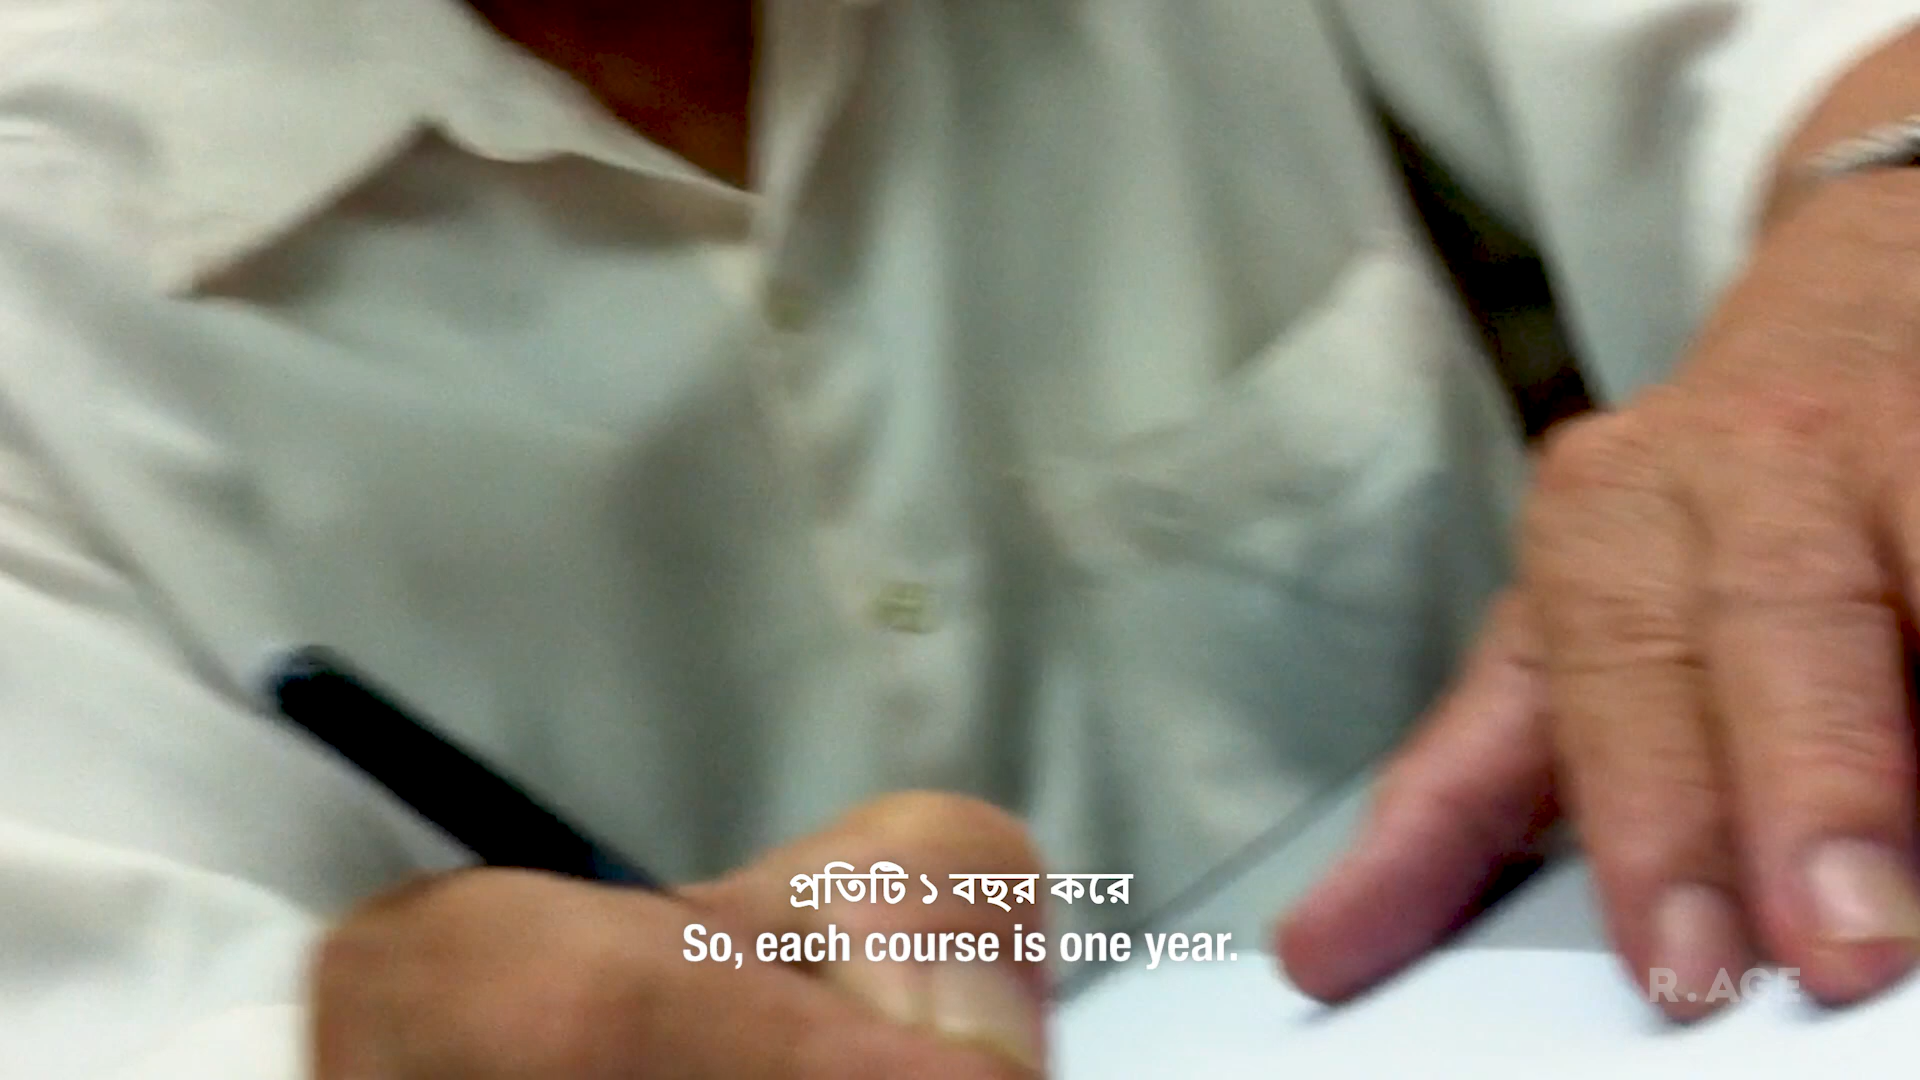 প্রতিটি ১ বছর করে
So, each course is one year.
R.AGE